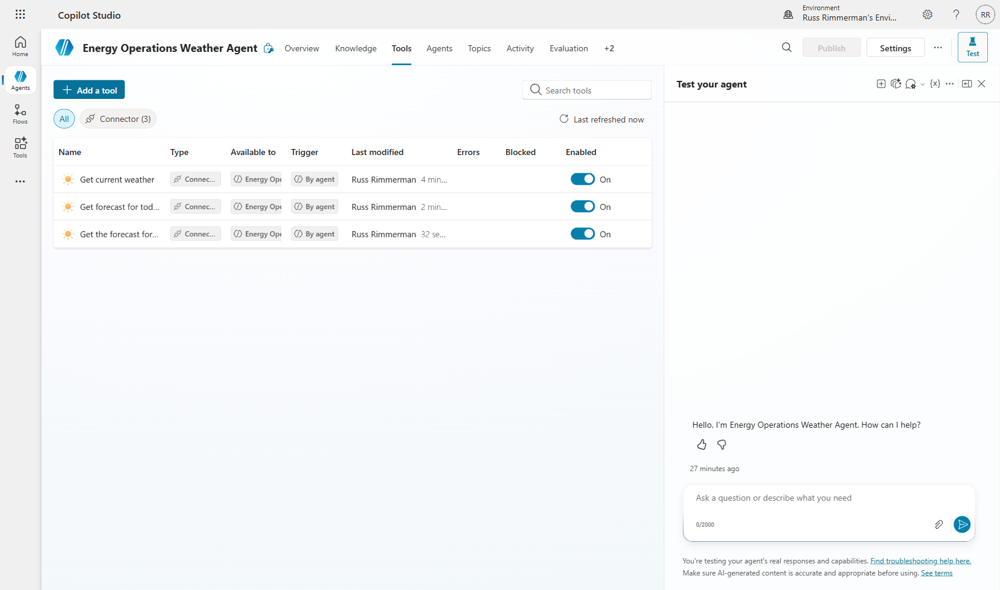 Copilot Studio
Environment
Russ Rimmerman's Envi...
RR
Home
Agents
Flows
Tools
Energy Operations Weather Agent
Overview
Knowledge
Tools
Agents
Topics
Activity
Evaluation
+2
Publish
Settings
Test
Add a tool
Search tools
All
Connector (3)
Last refreshed now
Name Type Available to Trigger Last modified Errors Blocked Enabled
Get current weather Connec... Energy Ope By agent Russ Rimmerman 4 min... On
Get forecast for tod... Connec... Energy Ope By agent Russ Rimmerman 2 min... On
Get the forecast for... Connec... Energy Ope By agent Russ Rimmerman 32 se... On
Test your agent
{x}
Hello, I'm Energy Operations Weather Agent. How can I help?
27 minutes ago
Ask a question or describe what you need
0/2000
You're testing your agent's real responses and capabilities. Find troubleshooting help here.
Make sure AI-generated content is accurate and appropriate before using. See terms